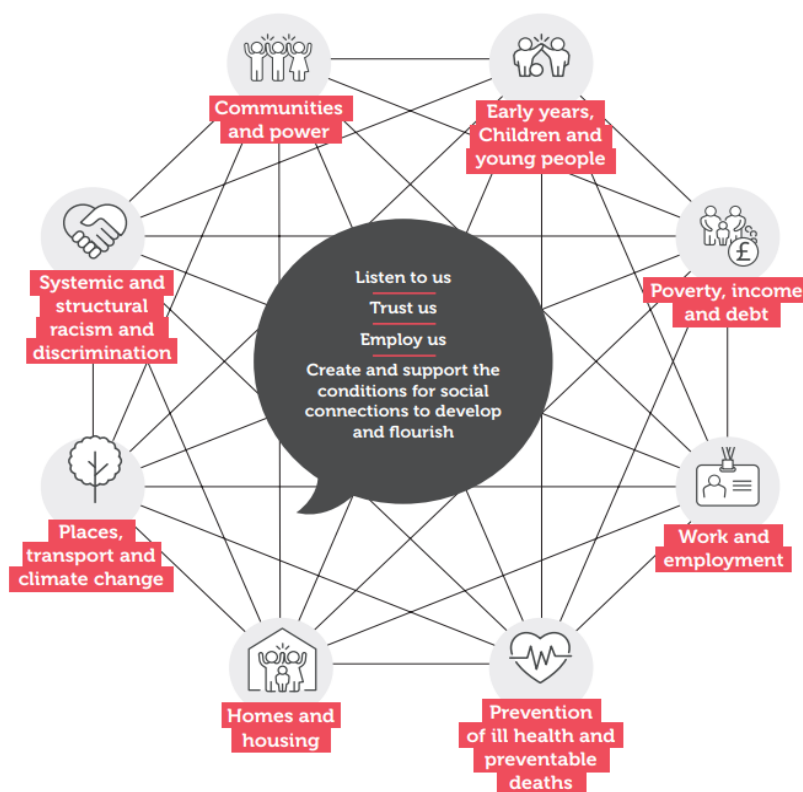 Communities
and power
Early years,
Children and
young people
Systemic and
structural
racism and
discrimination
Listen to us
Trust us
Employ us
Create and support the
conditions for social
connections to develop
and flourish
£
Poverty, income
and debt
Places,
transport and
climate change
Work and
employment
Homes and
housing
Prevention
of ill health and
preventable
deaths